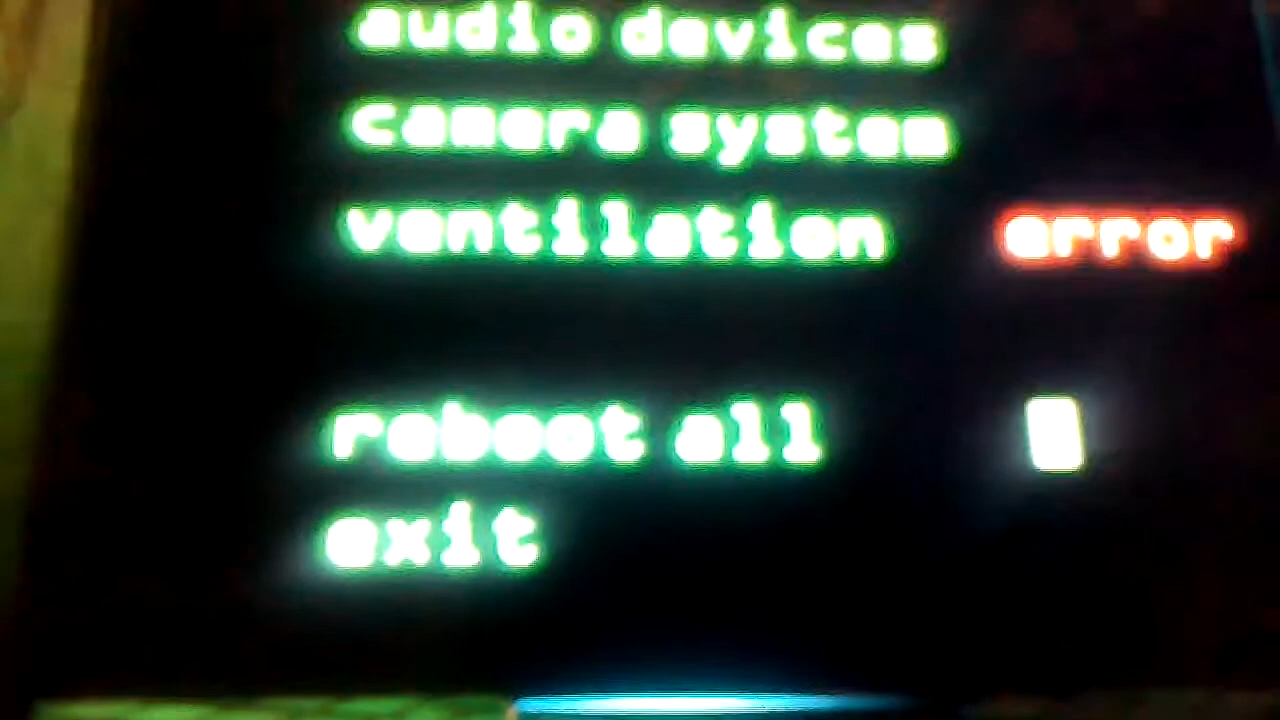 audio devices
camera system
ventilation error
reboot all
exit